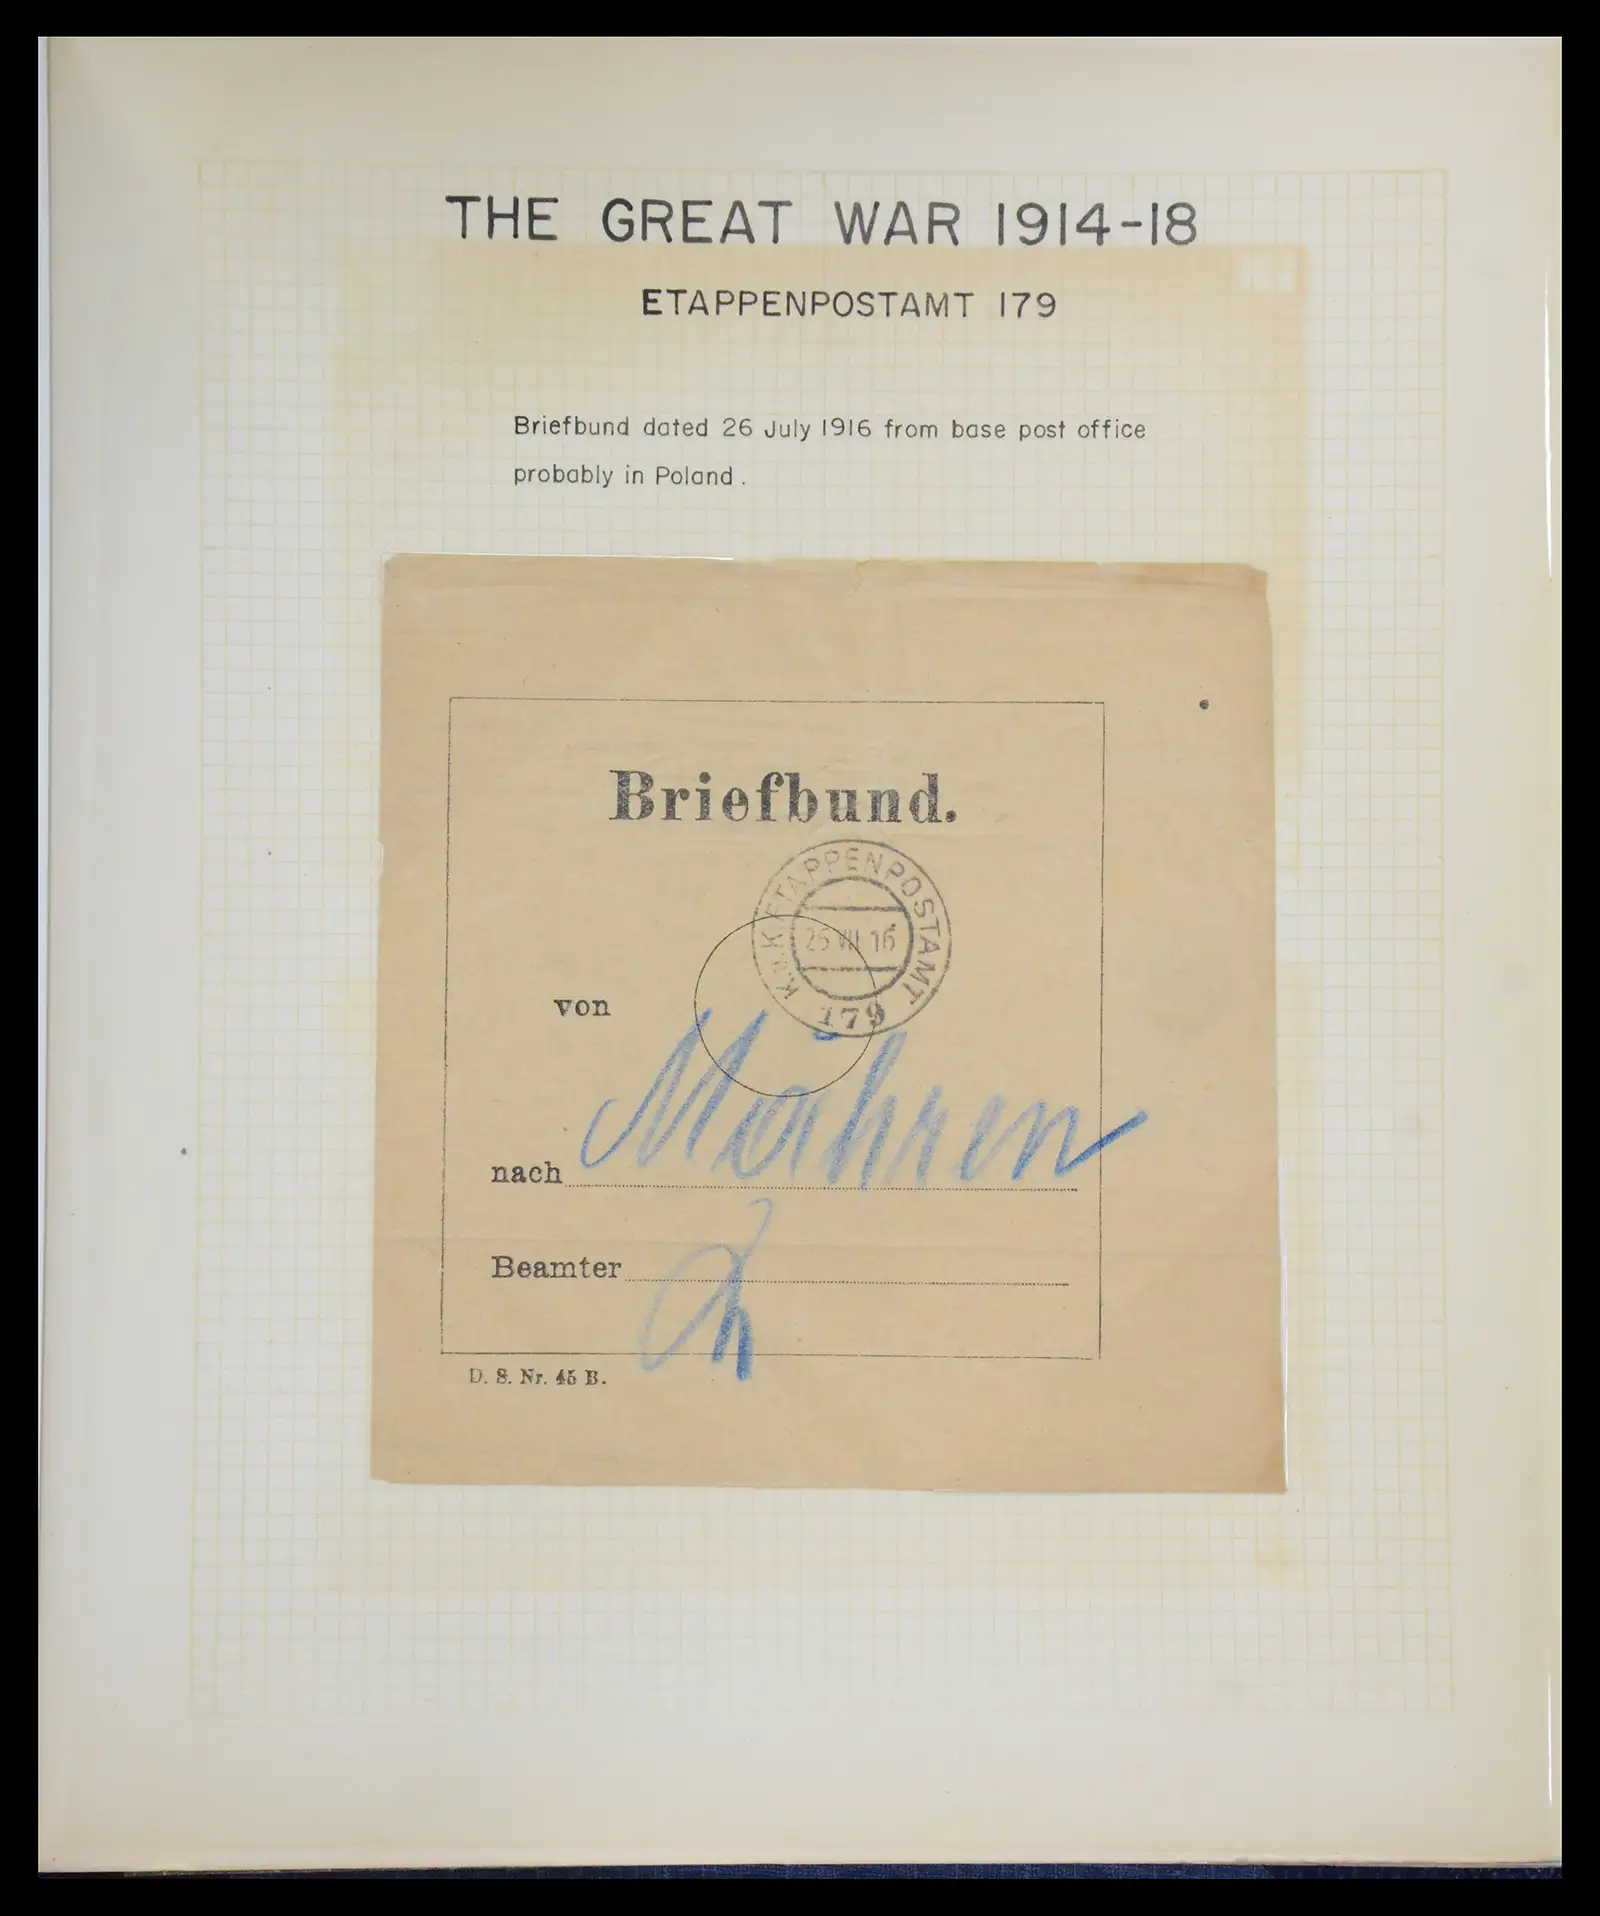 THE GREAT WAR 1914-18
ETAPPENPOSTAMT 179
Briefbund dated 26 July 1916 from base post office
probably in Poland.
Briefbund.
K.u.K. ETAPPENPOSTAMT
26 VII 16
179
von
nach Mähren
Beamter
D. S. Nr. 45 B.